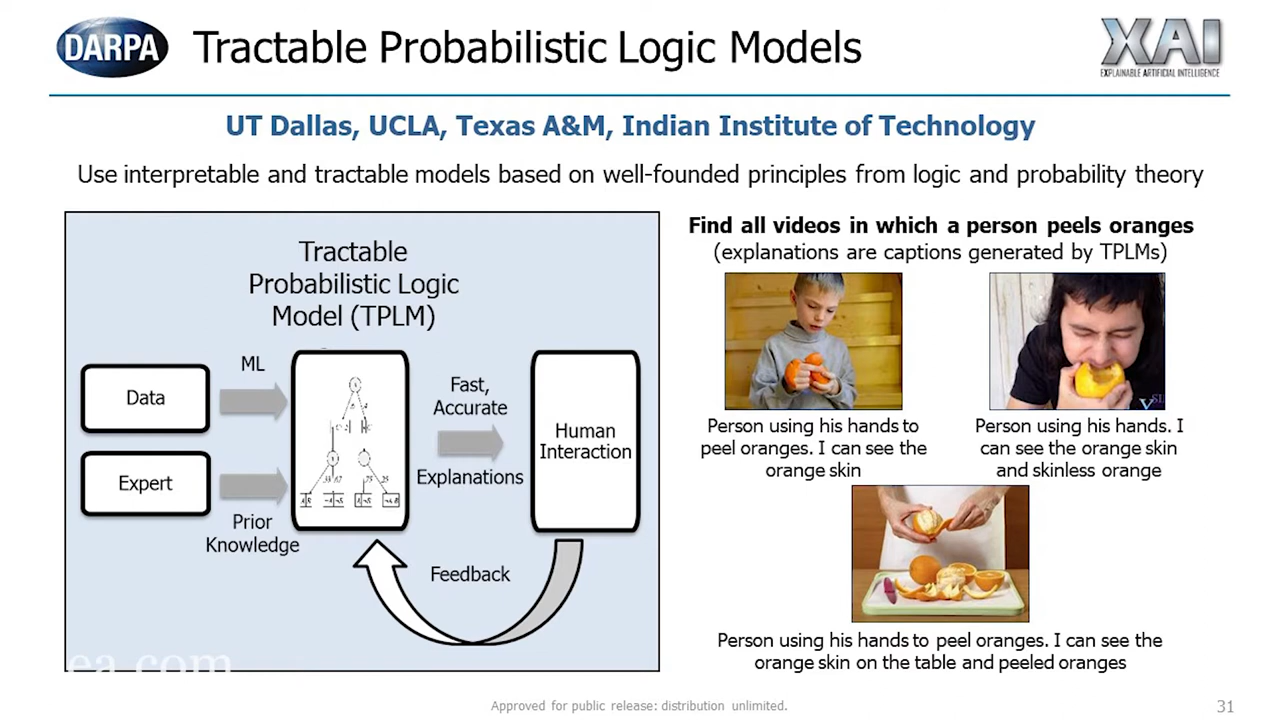 DARPA
Tractable Probabilistic Logic Models
XAI
EXPLAINABLE ARTIFICIAL INTELLIGENCE
UT Dallas, UCLA, Texas A&M, Indian Institute of Technology
Use interpretable and tractable models based on well-founded principles from logic and probability theory
Tractable
Probabilistic Logic
Model (TPLM)
ML
Data
Expert
Prior
Knowledge
Fast,
Accurate
Explanations
Human
Interaction
Feedback
Find all videos in which a person peels oranges
(explanations are captions generated by TPLMs)
Person using his hands to
peel oranges. I can see the
orange skin
Person using his hands. I
can see the orange skin
and skinless orange
Person using his hands to peel oranges. I can see the
orange skin on the table and peeled oranges
ea.com
Approved for public release: distribution unlimited.
31